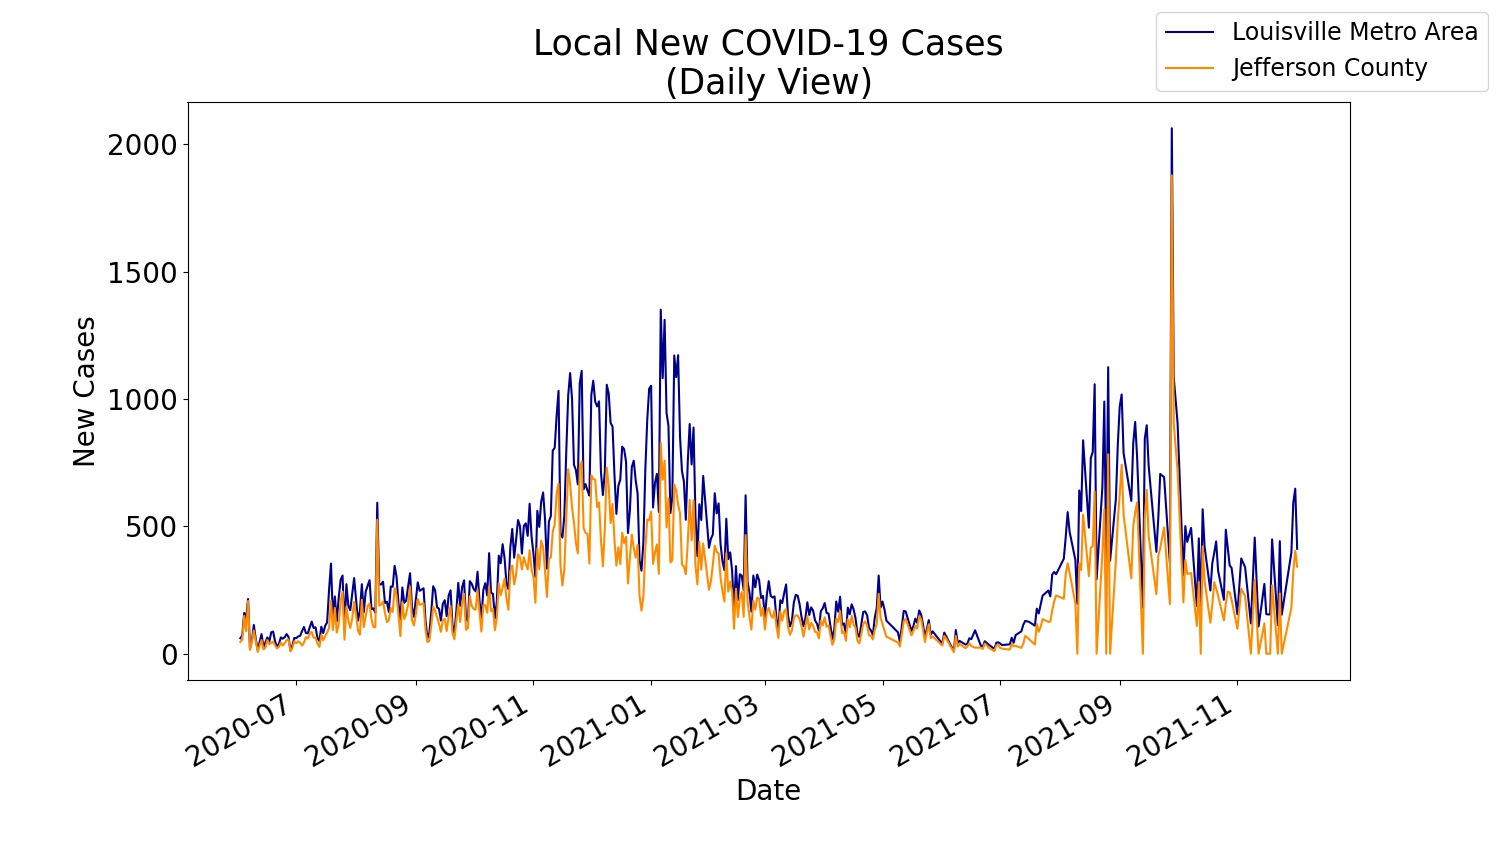 Local New COVID-19 Cases
(Daily View)
Louisville Metro Area
Jefferson County
New Cases
2000
1500
1000
500
0
2020-07
2020-09
2020-11
2021-01
2021-03
2021-05
2021-07
2021-09
2021-11
Date